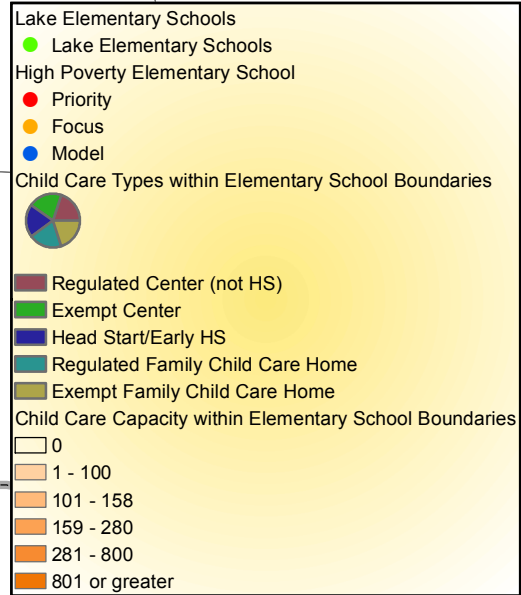 Lake Elementary Schools
Lake Elementary Schools
High Poverty Elementary School
Priority
Focus
Model
Child Care Types within Elementary School Boundaries
Regulated Center (not HS)
Exempt Center
Head Start/Early HS
Regulated Family Child Care Home
Exempt Family Child Care Home
Child Care Capacity within Elementary School Boundaries
0
1 - 100
101 - 158
159 - 280
281 - 800
801 or greater